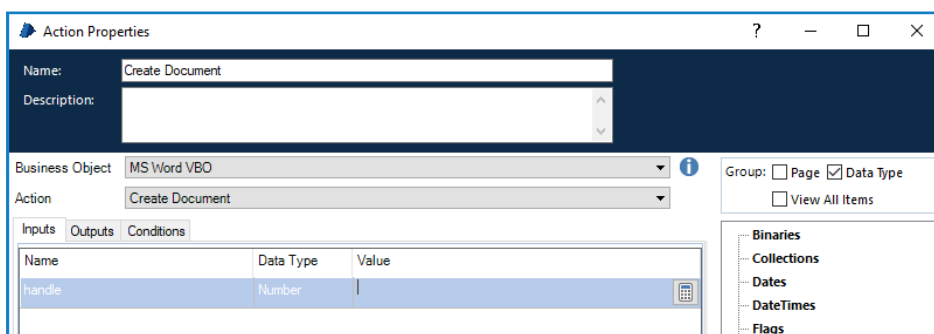 Action Properties
?
Name: Create Document
Description:
Business Object MS Word VBO
Group: Page Data Type
View All Items
Action Create Document
Inputs Outputs Conditions
Name Data Type Value
handle Number
Binaries
Collections
Dates
DateTimes
Flags